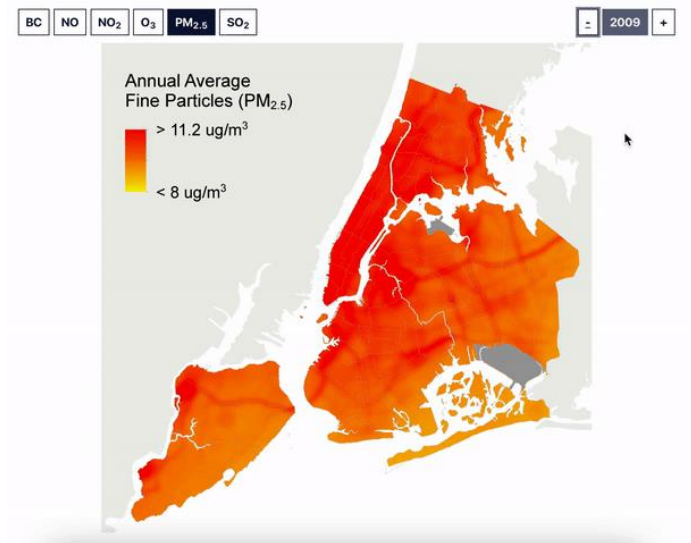 BC NO NO₂ O₃ PM₂.₅ SO₂ - 2009 +
Annual Average
Fine Particles (PM₂.₅)
> 11.2 ug/m³
< 8 ug/m³